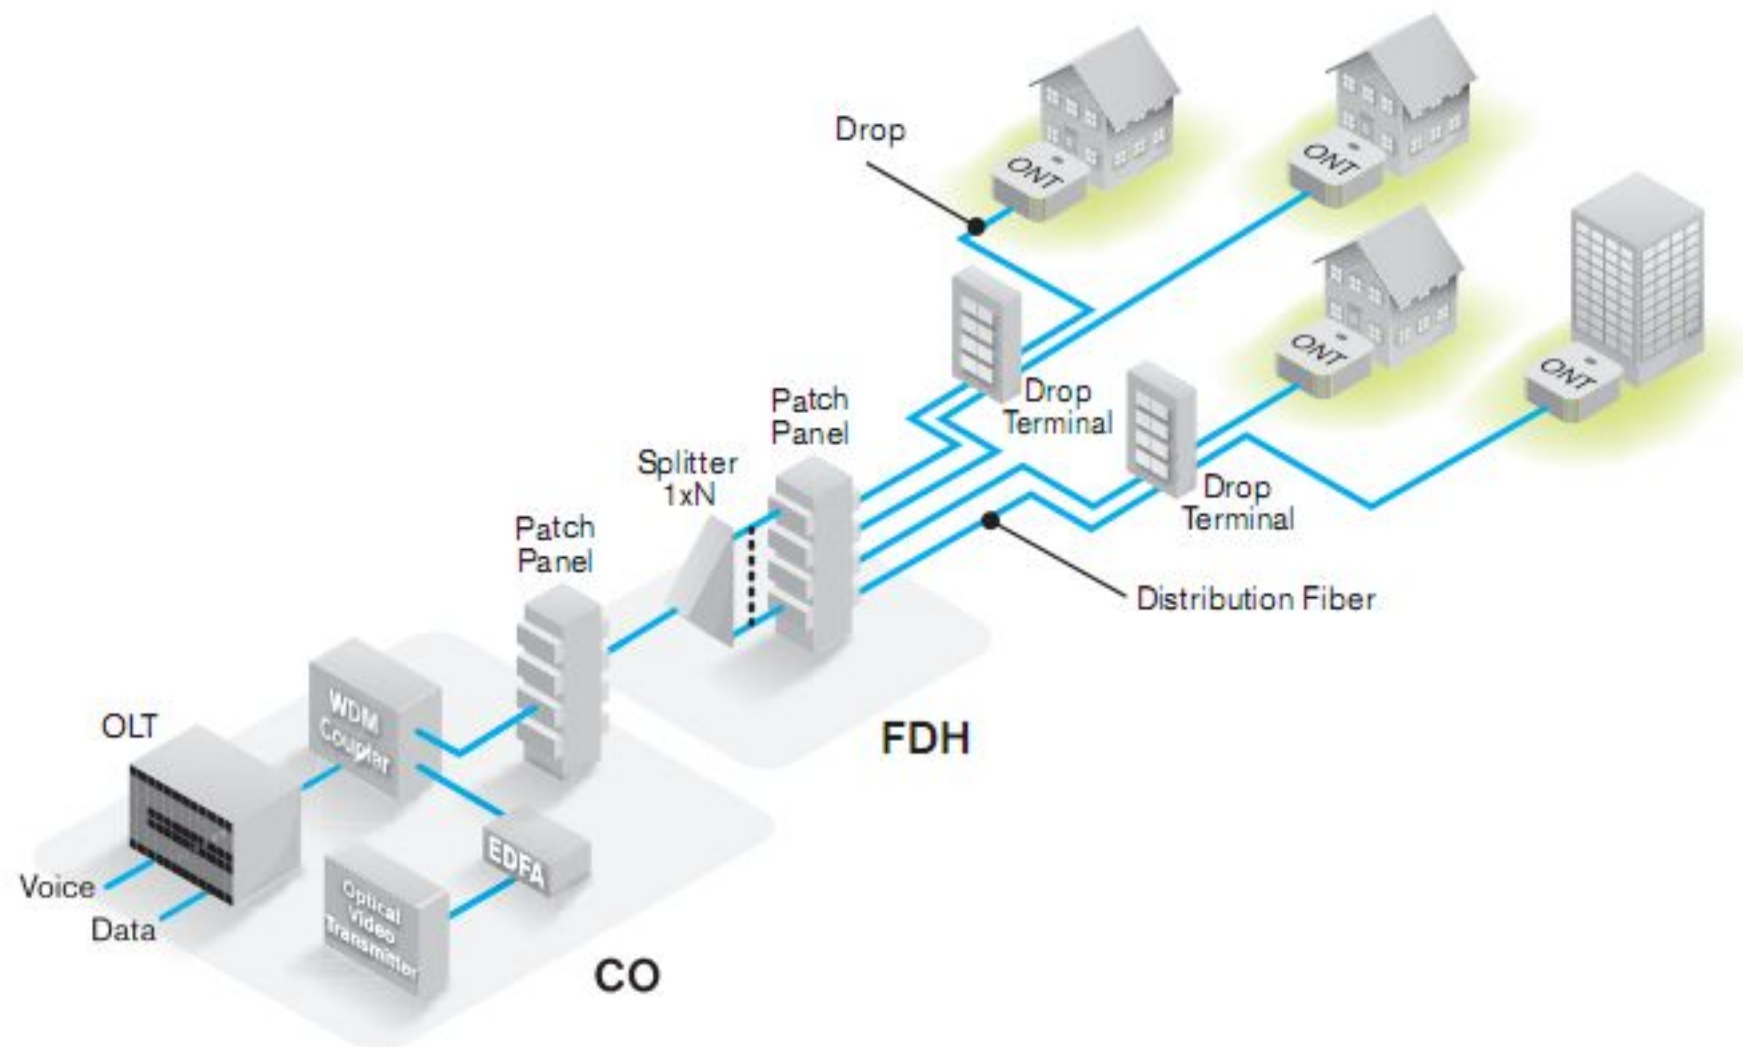 Drop
ONT
ONT
ONT
ONT
Drop
Terminal
Drop
Terminal
Patch
Panel
Splitter
1xN
Patch
Panel
Distribution Fiber
FDH
OLT
WDM
Coupler
EDFA
Optical
Video
Transmitter
Voice
Data
CO